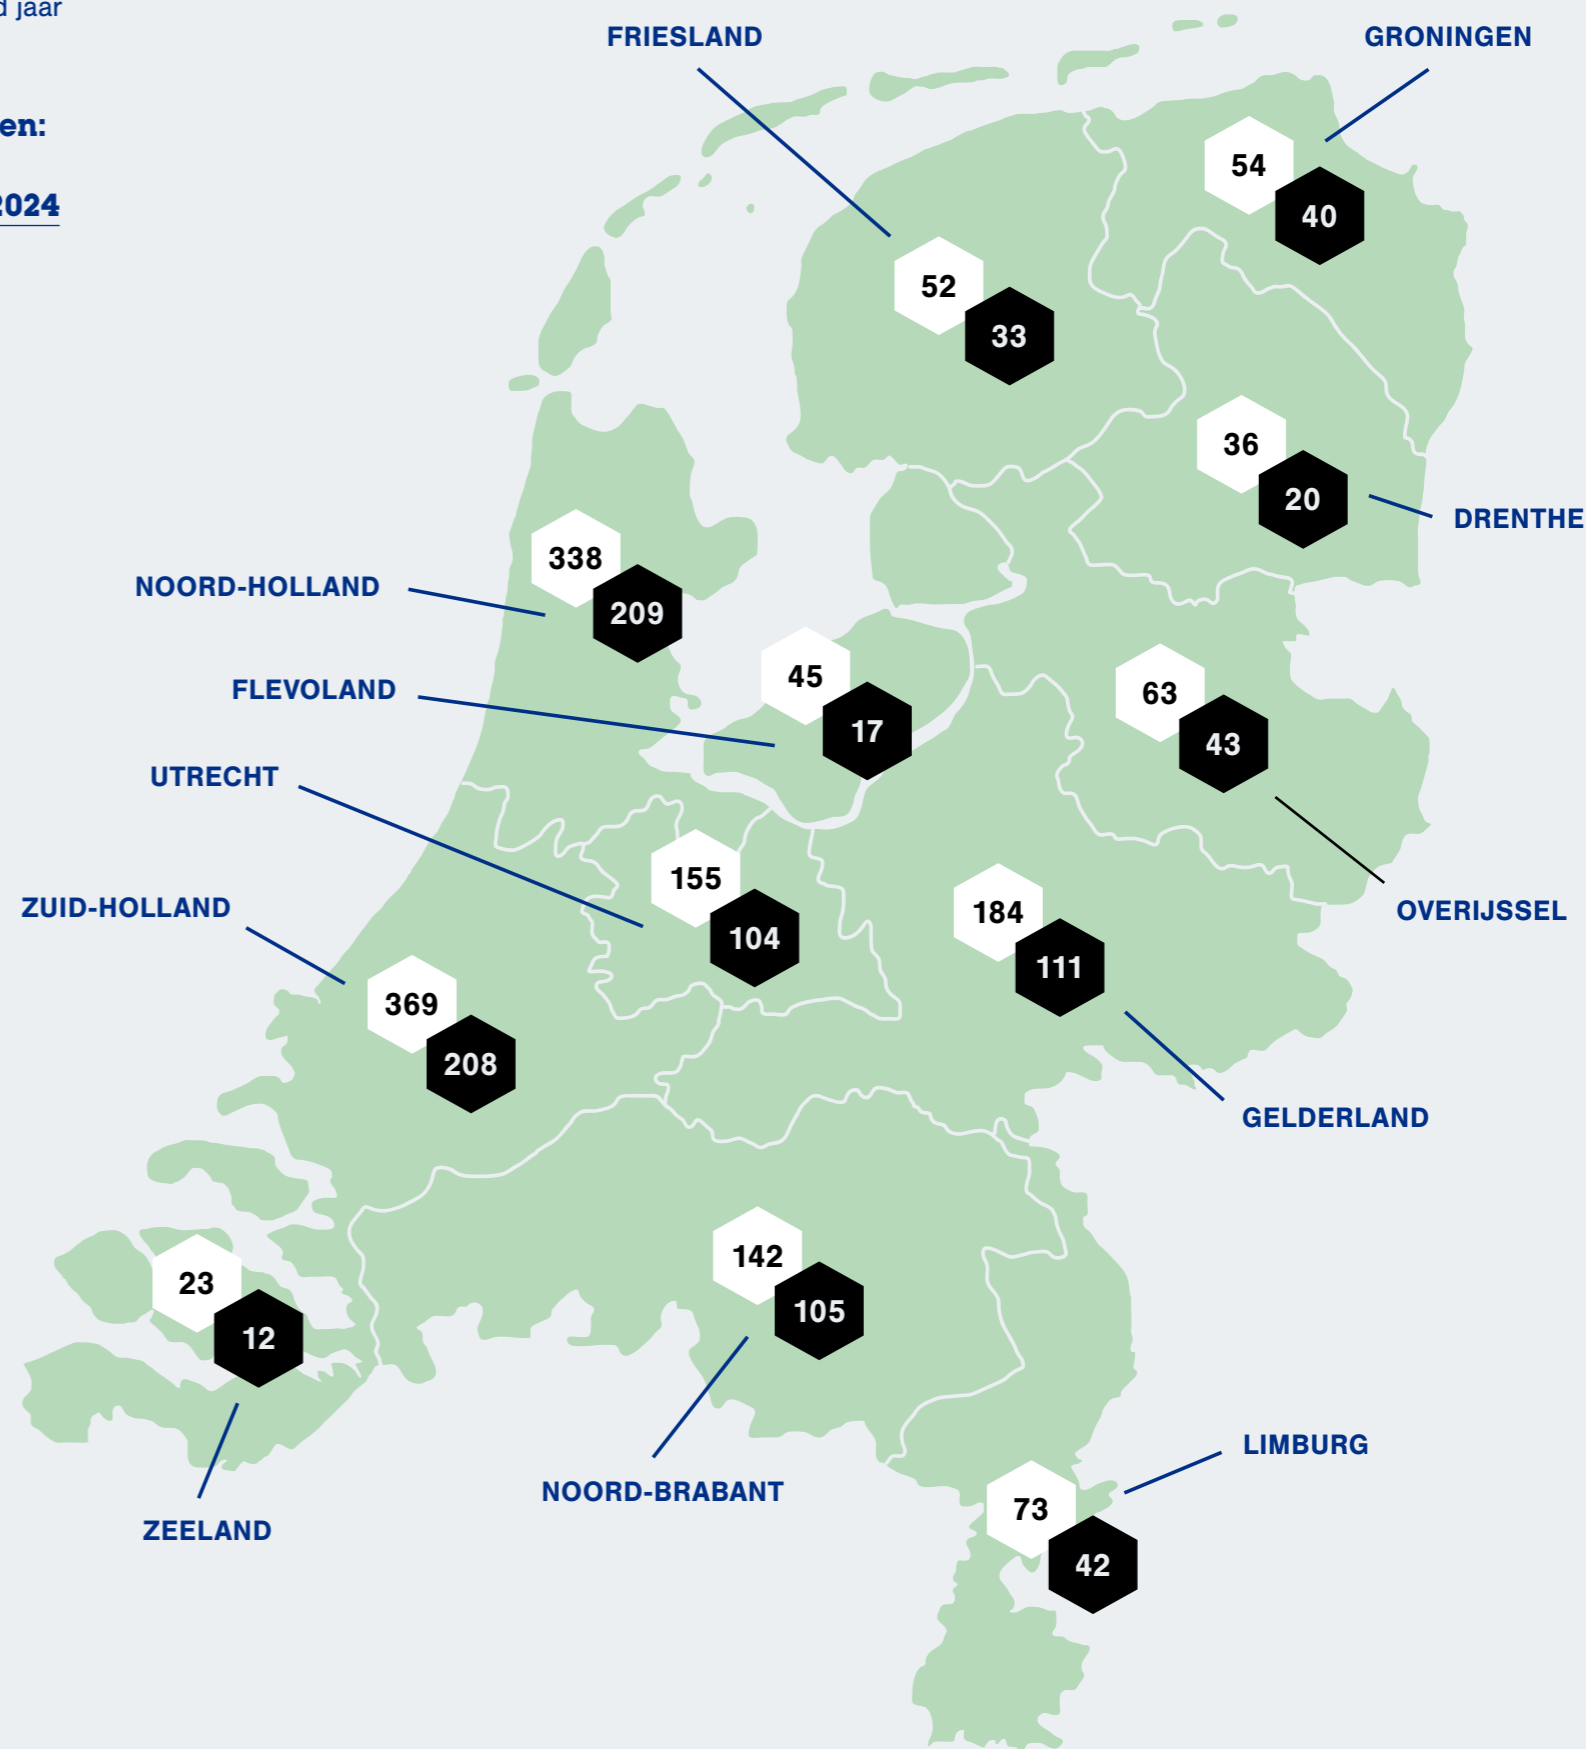 d jaar
en:
2024
FRIESLAND
GRONINGEN
54
40
52
33
36
20
DRENTHE
338
209
NOORD-HOLLAND
45
17
FLEVOLAND
63
43
UTRECHT
155
104
ZUID-HOLLAND
184
111
OVERIJSSEL
369
208
GELDERLAND
142
105
23
12
LIMBURG
NOORD-BRABANT
73
42
ZEELAND